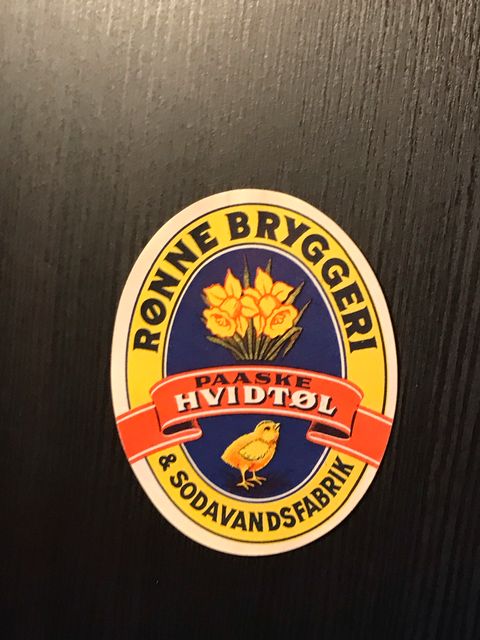 RØNNE BRYGGERI
PAASKE
HVIDTØL
& SODAVANDSFABRIK